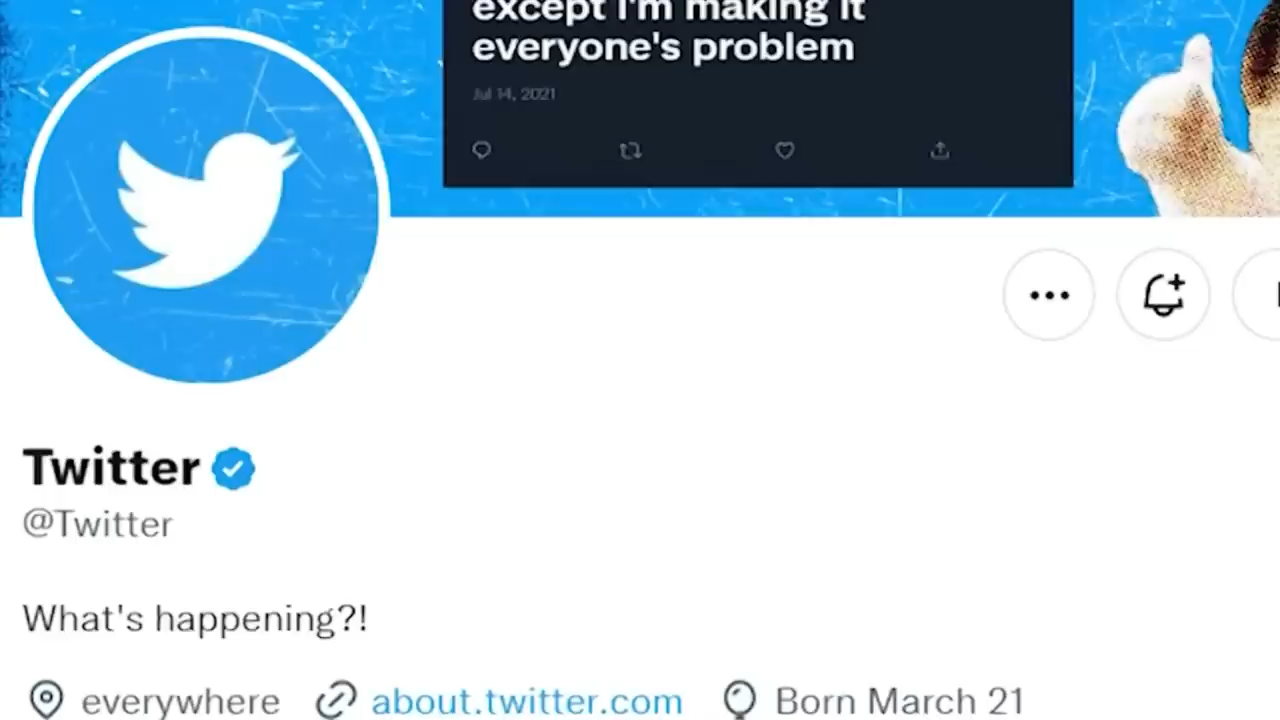 except I'm making it
everyone's problem
Jul 14, 2021
Twitter
@Twitter
What's happening?!
everywhere about.twitter.com Born March 21